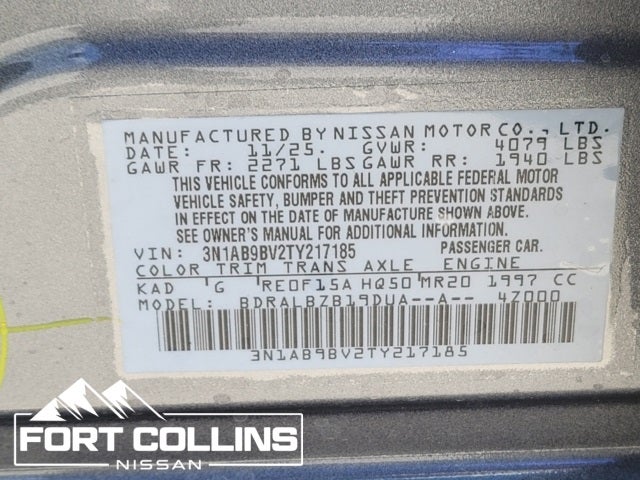 MANUFACTURED BY NISSAN MOTOR CO., LTD.
DATE: 11/25. GVWR: 4079 LBS
GAWR FR: 2271 LBS GAWR RR: 1940 LBS
THIS VEHICLE CONFORMS TO ALL APPLICABLE FEDERAL MOTOR
VEHICLE SAFETY, BUMPER AND THEFT PREVENTION STANDARDS
IN EFFECT ON THE DATE OF MANUFACTURE SHOWN ABOVE.
SEE OWNER'S MANUAL FOR ADDITIONAL INFORMATION.
VIN: 3N1AB9BV2TY217185 PASSENGER CAR.
COLOR TRIM TRANS AXLE ENGINE
KAD G RE0F15A HQ50 MR20 1997 CC
MODEL: BDRALBZB19DUA--A-- 4Z000
3N1AB9BV2TY217185
FORT COLLINS
NISSAN